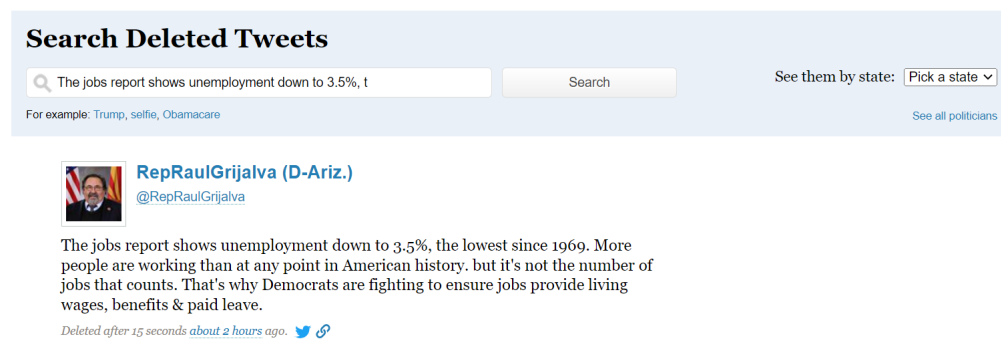 Search Deleted Tweets
The jobs report shows unemployment down to 3.5%, t
Search
See them by state: Pick a state
For example: Trump, selfie, Obamacare
See all politicians
RepRaulGrijalva (D-Ariz.)
@RepRaulGrijalva
The jobs report shows unemployment down to 3.5%, the lowest since 1969. More
people are working than at any point in American history. but it's not the number of
jobs that counts. That's why Democrats are fighting to ensure jobs provide living
wages, benefits & paid leave.
Deleted after 15 seconds about 2 hours ago.